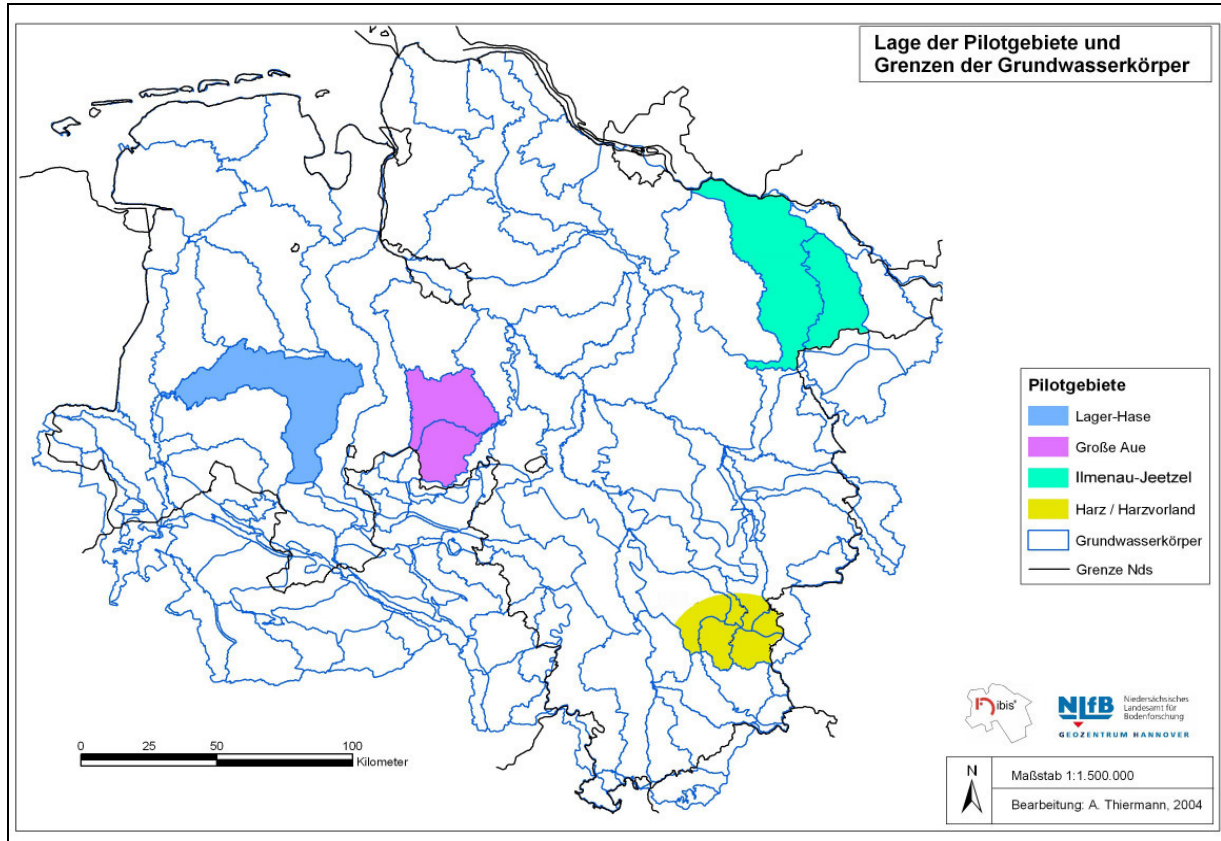 Lage der Pilotgebiete und
Grenzen der Grundwasserkörper
Pilotgebiete
Lager-Hase
Große Aue
Ilmenau-Jeetzel
Harz / Harzvorland
Grundwasserkörper
Grenze Nds
0 25 50 100
Kilometer
nibis®
NLfB
Niedersächsisches
Landesamt für
Bodenforschung
GEOZENTRUM HANNOVER
N
Maßstab 1:1.500.000
Bearbeitung: A. Thiermann, 2004